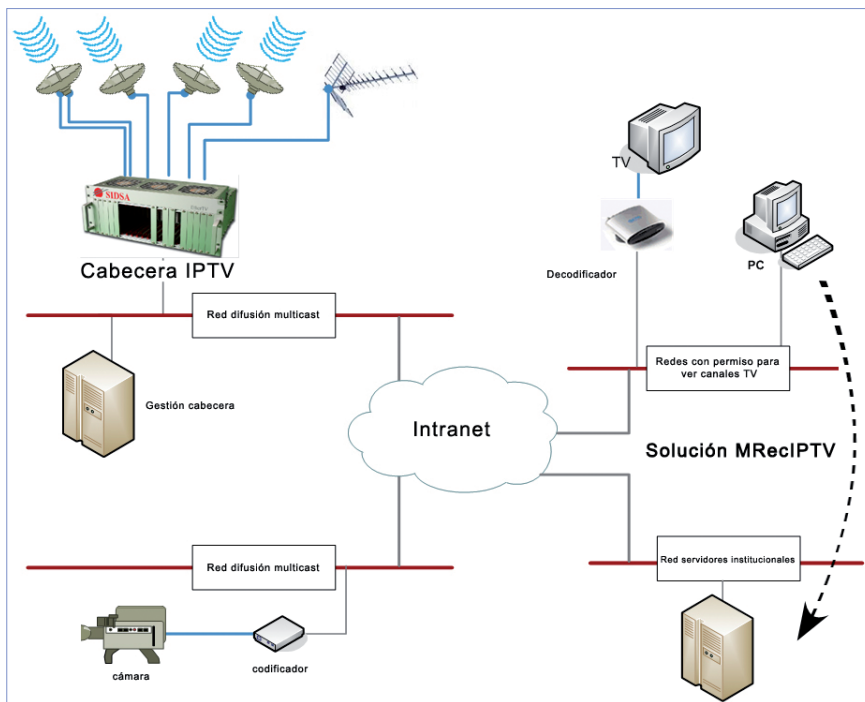 SIDSA
Cabecera IPTV
Red difusión multicast
Gestión cabecera
TV
Decodificador
PC
Redes con permiso para
ver canales TV
Intranet
Solución MRecIPTV
Red difusión multicast
Red servidores institucionales
cámara
codificador